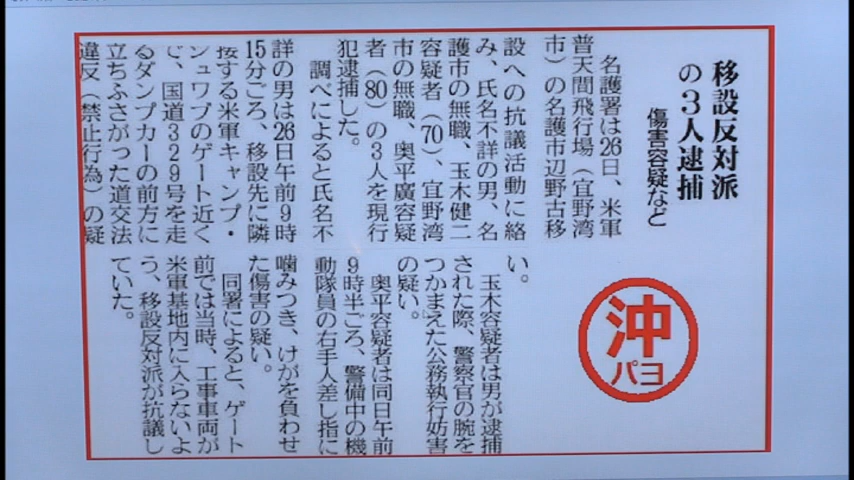 移設反対派
の３人逮捕
傷害容疑など
名護署は26日、米軍
普天間飛行場（宜野湾
市）の名護市辺野古移
設への抗議活動に絡
み、氏名不詳の男、名
護市の無職、玉木健二
容疑者（70）、宜野湾
市の無職、奥平廣容疑
者（80）の３人を現行
犯逮捕した。
調べによると氏名不
詳の男は26日午前９時
15分ごろ、移設先に隣
接する米軍キャンプ・
シュワブのゲート近く
で、国道３２９号を走
るダンプカーの前方に
立ちふさがった道交法
違反（禁止行為）の疑
い。
玉木容疑者は男が逮捕
された際、警察官の腕を
つかまえた公務執行妨害
の疑い。
奥平容疑者は同日午前
９時半ごろ、警備中の機
動隊員の右手人差し指に
噛みつき、けがを負わせ
た傷害の疑い。
同署によると、ゲート
前では当時、工事車両が
米軍基地内に入らないよ
う、移設反対派が抗議し
ていた。
沖
パヨ